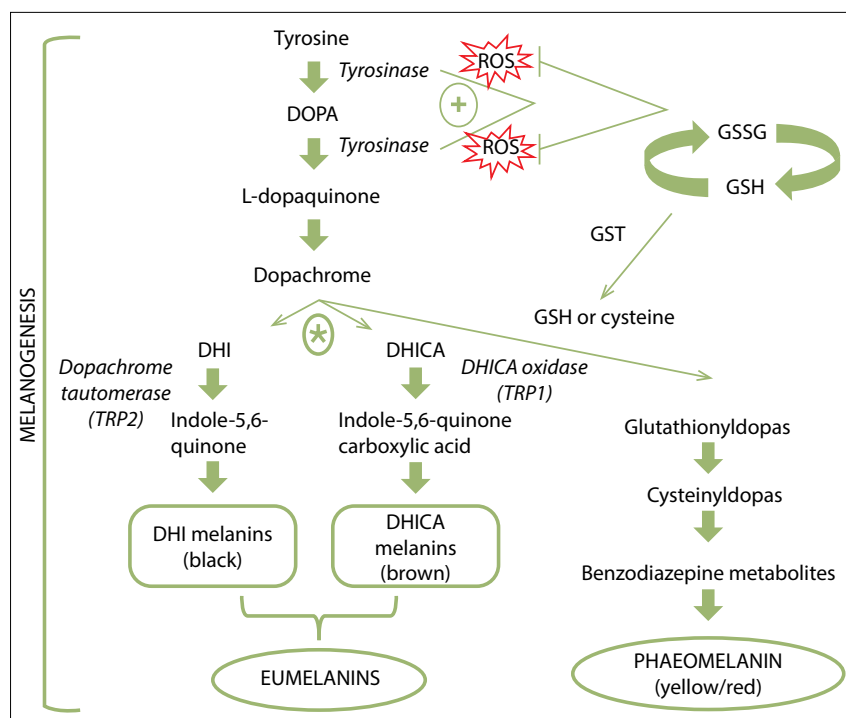 MELANOGENESIS
Tyrosine
Tyrosinase
ROS
+
DOPA
Tyrosinase
ROS
GSSG
GSH
L-dopaquinone
GST
Dopachrome
GSH or cysteine
*
DHI
DHICA
Dopachrome
tautomerase
(TRP2)
DHICA oxidase
(TRP1)
Indole-5,6-
quinone
Indole-5,6-quinone
carboxylic acid
Glutathionyldopas
Cysteinyldopas
DHI melanins
(black)
DHICA
melanins
(brown)
Benzodiazepine metabolites
EUMELANINS
PHAEOMELANIN
(yellow/red)